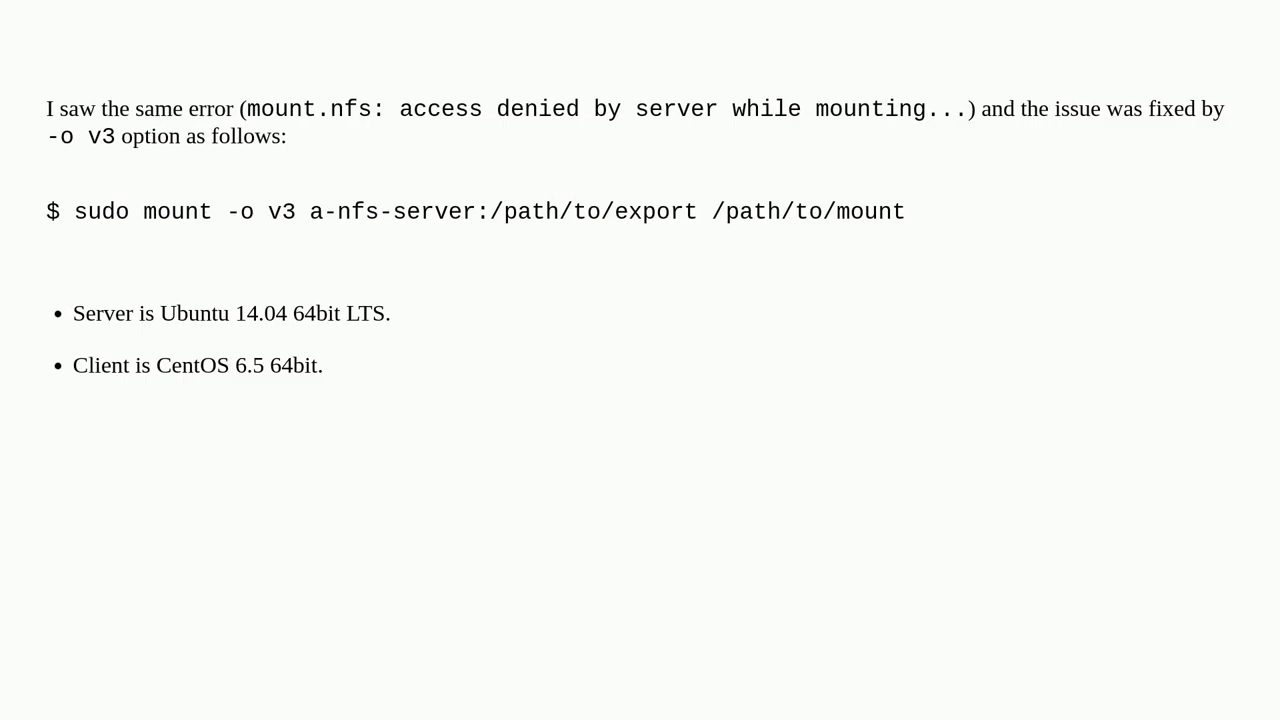 I saw the same error (mount.nfs: access denied by server while mounting...) and the issue was fixed by
-o v3 option as follows:
$ sudo mount -o v3 a-nfs-server:/path/to/export /path/to/mount
• Server is Ubuntu 14.04 64bit LTS.
• Client is CentOS 6.5 64bit.